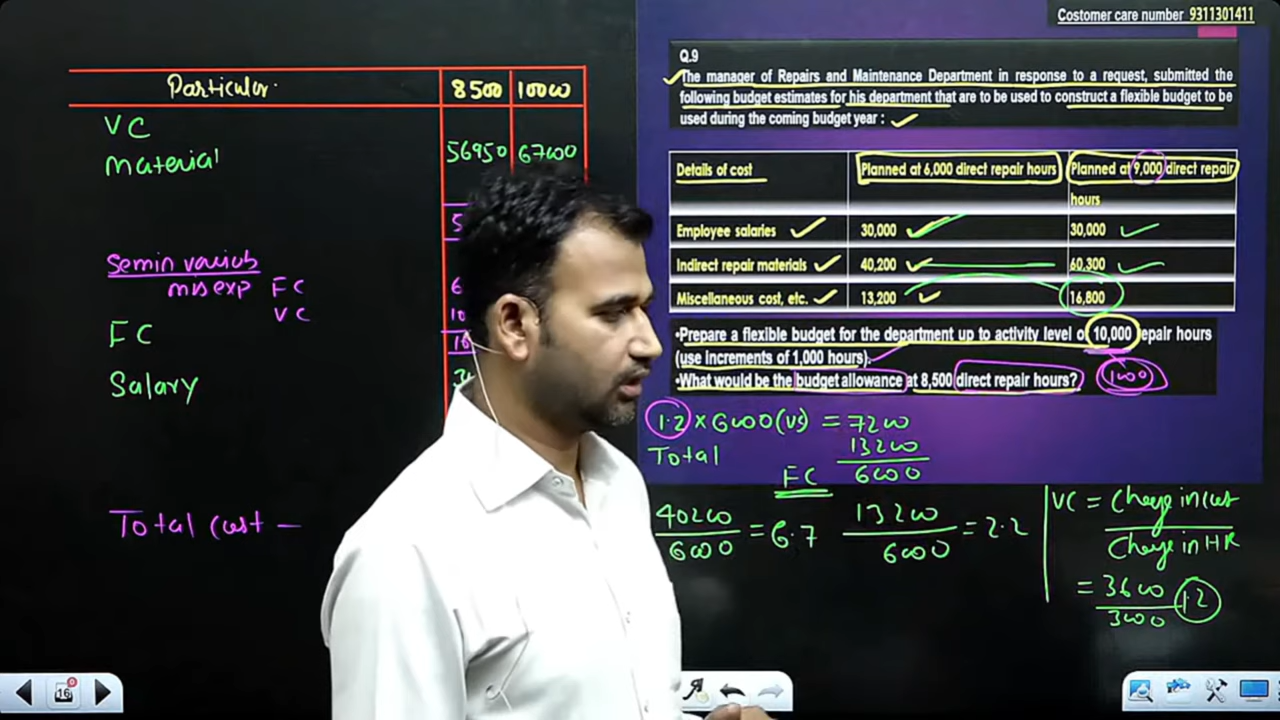 Costomer care number 9311301411
Q.9
The manager of Repairs and Maintenance Department in response to a request, submitted the
following budget estimates for his department that are to be used to construct a flexible budget to be
used during the coming budget year :
Details of cost Planned at 6,000 direct repair hours Planned at 9,000 direct repair
hours
Employee salaries 30,000 30,000
Indirect repair materials 40,200 60,300
Miscellaneous cost, etc. 13,200 16,800
•Prepare a flexible budget for the department up to activity level of 10,000 repair hours
(use increments of 1,000 hours).
•What would be the budget allowance at 8,500 direct repair hours?
1000
Particular 8500 10000
VC
Material 56950 67000
Semi variab
mis exp FC
VC
FC
Salary
Total Cost —
1.2 × 6000 (VS) = 7200
Total 13200
FC 6000
40200
6000
= 6.7
13200
6000
= 2.2
VC = Change in cost
Change in HR
= 3600
3000
1.2
16